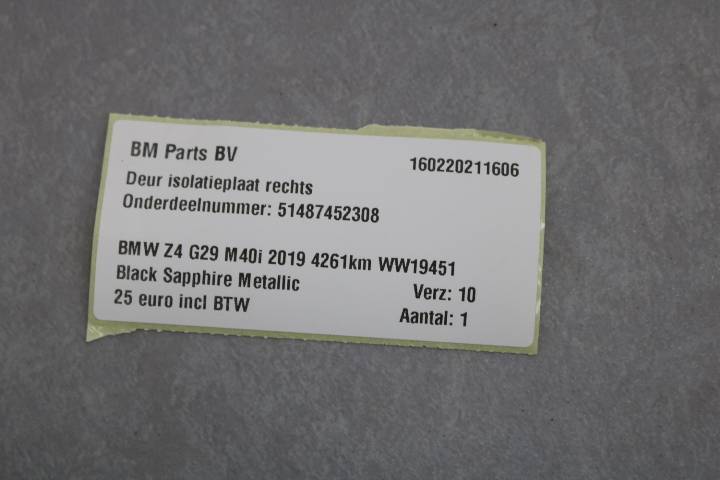 BM Parts BV 160220211606
Deur isolatieplaat rechts
Onderdeelnummer: 51487452308
BMW Z4 G29 M40i 2019 4261km WW19451
Black Sapphire Metallic Verz: 10
25 euro incl BTW Aantal: 1